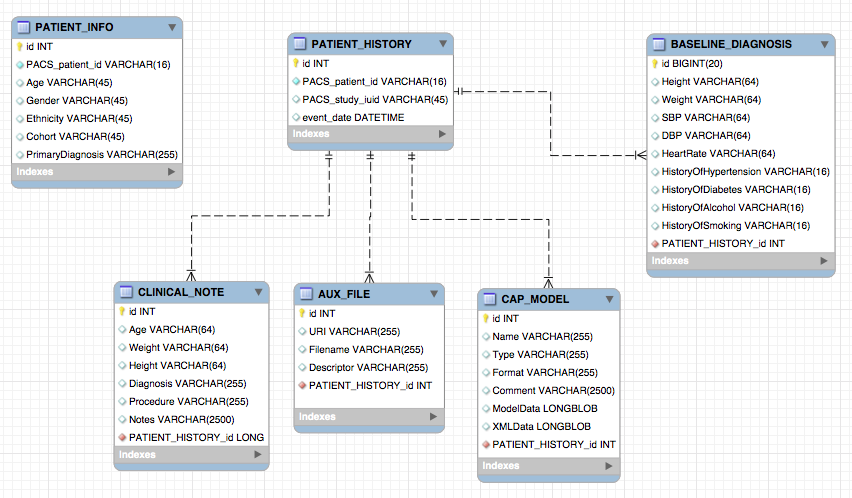 PATIENT_INFO
id INT
PACS_patient_id VARCHAR(16)
Age VARCHAR(45)
Gender VARCHAR(45)
Ethnicity VARCHAR(45)
Cohort VARCHAR(45)
PrimaryDiagnosis VARCHAR(255)
Indexes
PATIENT_HISTORY
id INT
PACS_patient_id VARCHAR(16)
PACS_study_iuid VARCHAR(45)
event_date DATETIME
Indexes
BASELINE_DIAGNOSIS
id BIGINT(20)
Height VARCHAR(64)
Weight VARCHAR(64)
SBP VARCHAR(64)
DBP VARCHAR(64)
HeartRate VARCHAR(64)
HistoryOfHypertension VARCHAR(16)
HistoryOfDiabetes VARCHAR(16)
HistoryOfAlcohol VARCHAR(16)
HistoryOfSmoking VARCHAR(16)
PATIENT_HISTORY_id INT
Indexes
CLINICAL_NOTE
id INT
Age VARCHAR(64)
Weight VARCHAR(64)
Height VARCHAR(64)
Diagnosis VARCHAR(255)
Procedure VARCHAR(255)
Notes VARCHAR(2500)
PATIENT_HISTORY_id LONG
Indexes
AUX_FILE
id INT
URI VARCHAR(255)
Filename VARCHAR(255)
Descriptor VARCHAR(255)
PATIENT_HISTORY_id INT
Indexes
CAP_MODEL
id INT
Name VARCHAR(255)
Type VARCHAR(255)
Format VARCHAR(255)
Comment VARCHAR(2500)
ModelData LONGBLOB
XMLData LONGBLOB
PATIENT_HISTORY_id INT
Indexes